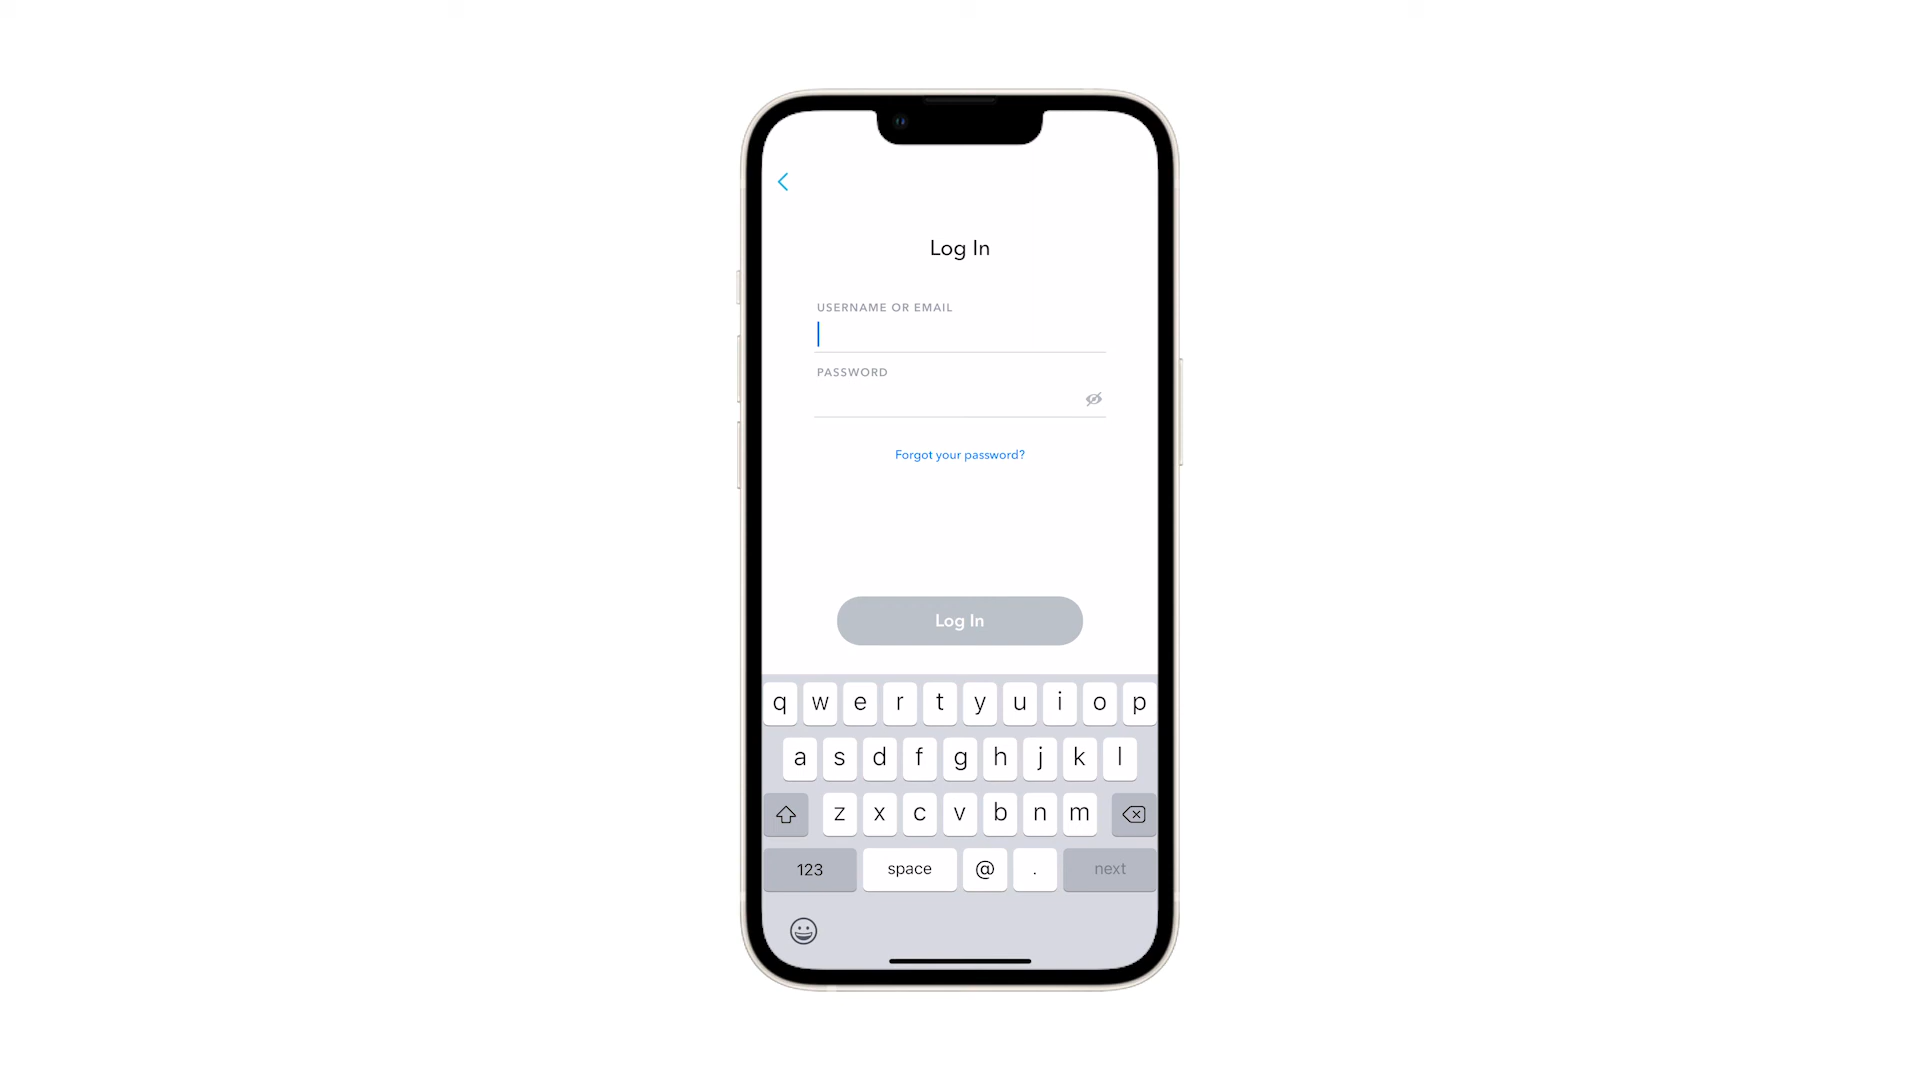 Log In
USERNAME OR EMAIL
PASSWORD
Forgot your password?
Log In
q w e r t y u i o p
a s d f g h j k l
z x c v b n m
123 space @ . next